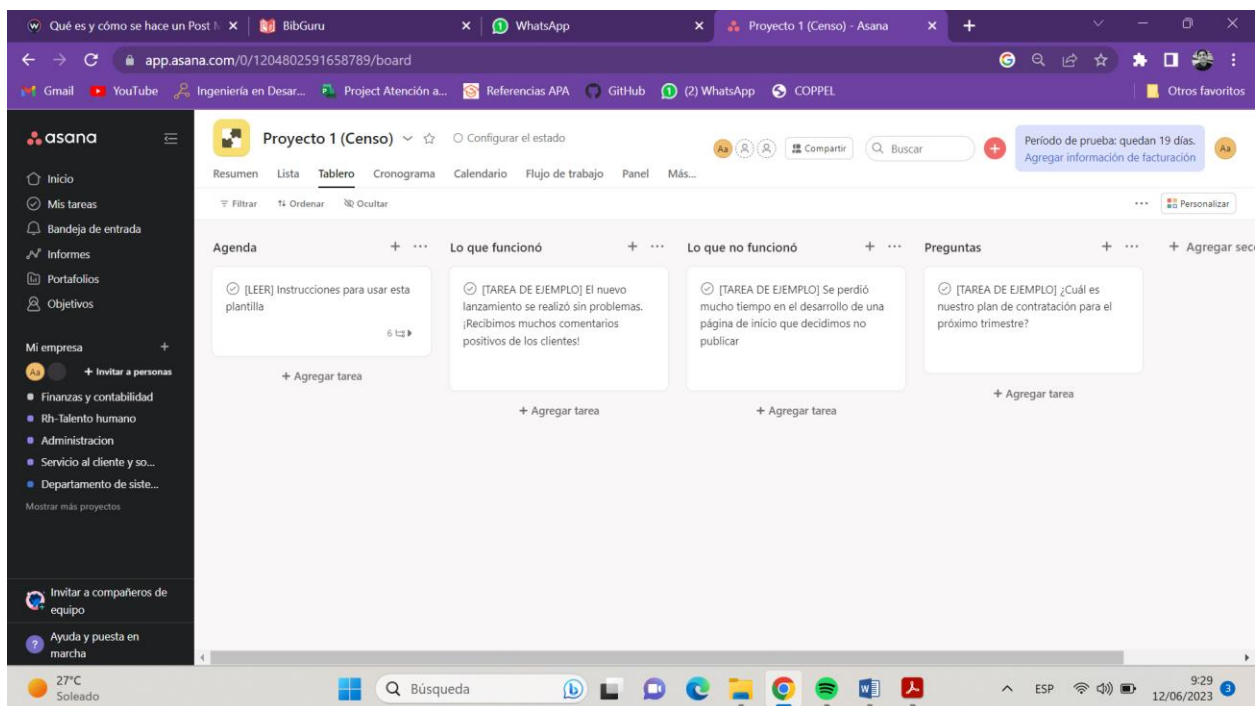 Qué es y cómo se hace un Post
BibGuru
WhatsApp
Proyecto 1 (Censo) - Asana
app.asana.com/0/1204802591658789/board
Gmail
YouTube
Ingeniería en Desar...
Project Atención a...
Referencias APA
GitHub
(2) WhatsApp
COPPEL
Otros favoritos
asana
Inicio
Mis tareas
Bandeja de entrada
Informes
Portafolios
Objetivos
Mi empresa
Aa
+ Invitar a personas
Finanzas y contabilidad
Rh-Talento humano
Administracion
Servicio al cliente y so...
Departamento de siste...
Mostrar más proyectos
Invitar a compañeros de
equipo
Ayuda y puesta en
marcha
Proyecto 1 (Censo)
Configurar el estado
Aa
Compartir
Buscar
Período de prueba: quedan 19 días.
Agregar información de facturación
Aa
Resumen
Lista
Tablero
Cronograma
Calendario
Flujo de trabajo
Panel
Más...
Filtrar
Ordenar
Ocultar
Personalizar
Agenda
[LEER] Instrucciones para usar esta
plantilla
6
+ Agregar tarea
Lo que funcionó
[TAREA DE EJEMPLO] El nuevo
lanzamiento se realizó sin problemas.
¡Recibimos muchos comentarios
positivos de los clientes!
+ Agregar tarea
Lo que no funcionó
[TAREA DE EJEMPLO] Se perdió
mucho tiempo en el desarrollo de una
página de inicio que decidimos no
publicar
+ Agregar tarea
Preguntas
[TAREA DE EJEMPLO] ¿Cuál es
nuestro plan de contratación para el
próximo trimestre?
+ Agregar tarea
+ Agregar sec
27°C
Soleado
Búsqueda
ESP
9:29
12/06/2023
3